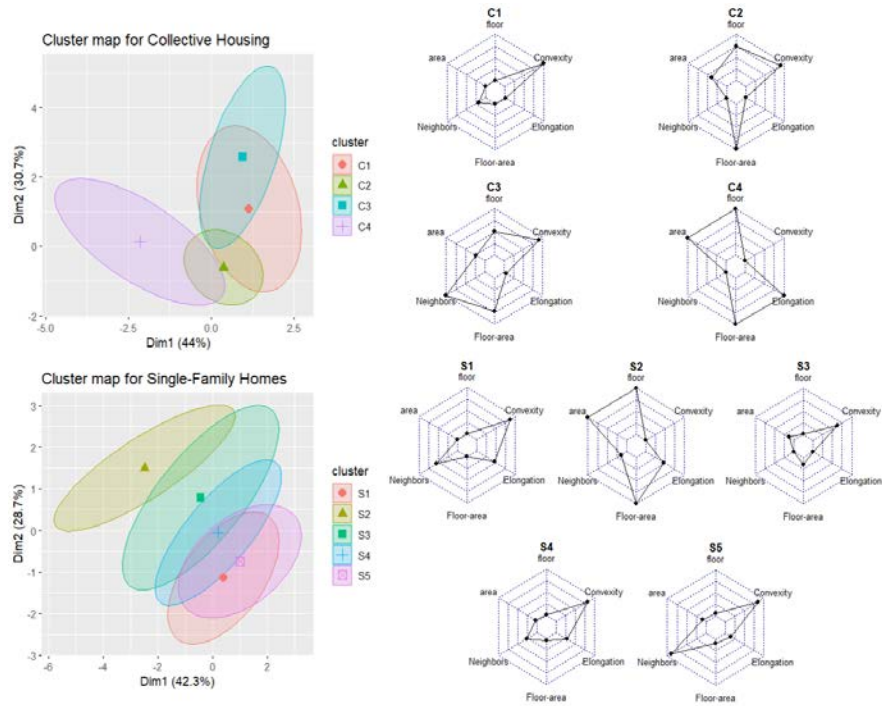 Cluster map for Collective Housing
Dim2 (30.7%)
4
2
0
-2
-5.0
-2.5
0.0
2.5
Dim1 (44%)
cluster
C1
C2
C3
C4
C1
floor
area
Convexity
Neighbors
Elongation
Floor-area
C2
floor
area
Convexity
Neighbors
Elongation
Floor-area
C3
floor
area
Convexity
Neighbors
Elongation
Floor-area
C4
floor
area
Convexity
Neighbors
Elongation
Floor-area
Cluster map for Single-Family Homes
Dim2 (28.7%)
3
2
1
0
-1
-2
-3
-6
-4
-2
0
2
Dim1 (42.3%)
cluster
S1
S2
S3
S4
S5
S1
floor
area
Convexity
Neighbors
Elongation
Floor-area
S2
floor
area
Convexity
Neighbors
Elongation
Floor-area
S3
floor
area
Convexity
Neighbors
Elongation
Floor-area
S4
floor
area
Convexity
Neighbors
Elongation
Floor-area
S5
floor
area
Convexity
Neighbors
Elongation
Floor-area